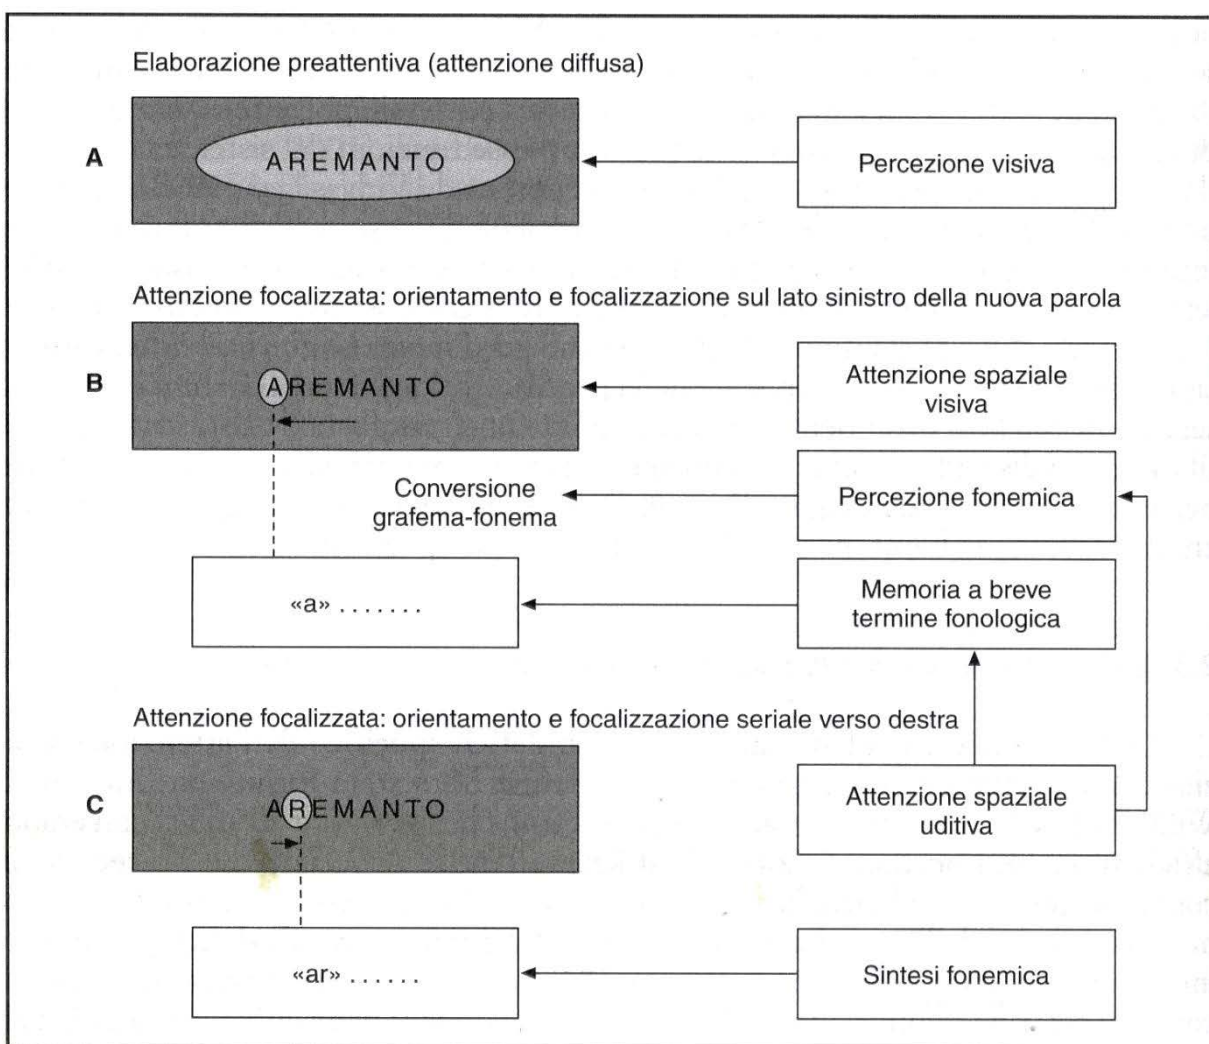 Elaborazione preattentiva (attenzione diffusa)
A
AREMANTO
Percezione visiva
Attenzione focalizzata: orientamento e focalizzazione sul lato sinistro della nuova parola
B
AREMANTO
Attenzione spaziale
visiva
Conversione
grafema-fonema
Percezione fonemica
«a» . . . . . . .
Memoria a breve
termine fonologica
Attenzione focalizzata: orientamento e focalizzazione seriale verso destra
C
AREMANTO
Attenzione spaziale
uditiva
«ar» . . . . . .
Sintesi fonemica